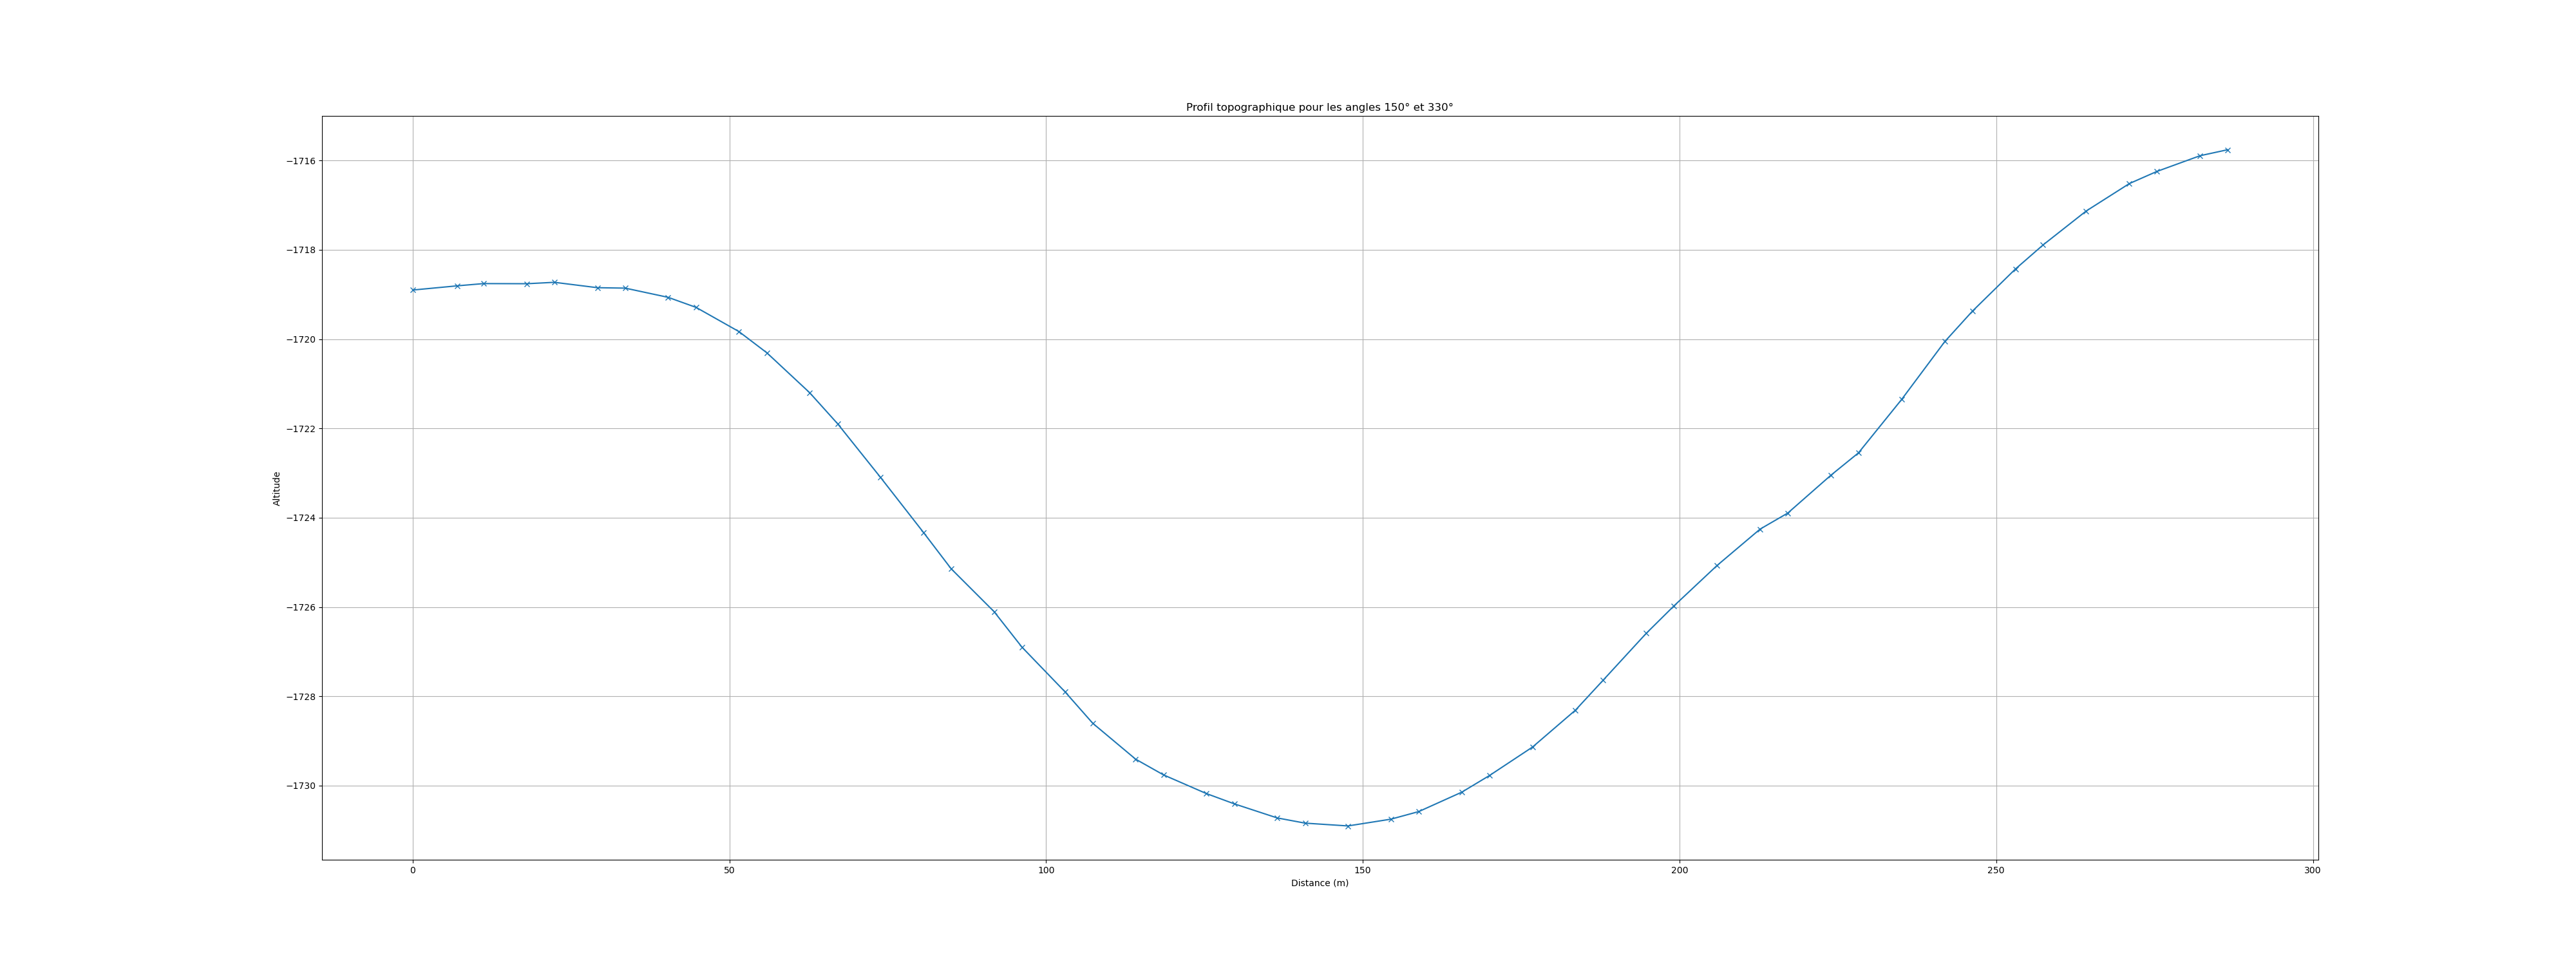 Profil topographique pour les angles 150° et 330°
−1716
−1718
−1720
−1722
−1724
−1726
−1728
−1730
Altitude
0 50 100 150 200 250 300
Distance (m)